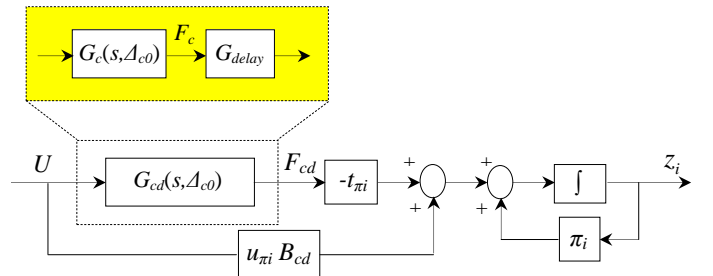 F_c
G_c(s,Δ_c0)
G_delay
U
G_cd(s,Δ_c0)
F_cd
-t_πi
+
+
+
+
∫
z_i
π_i
u_πi B_cd